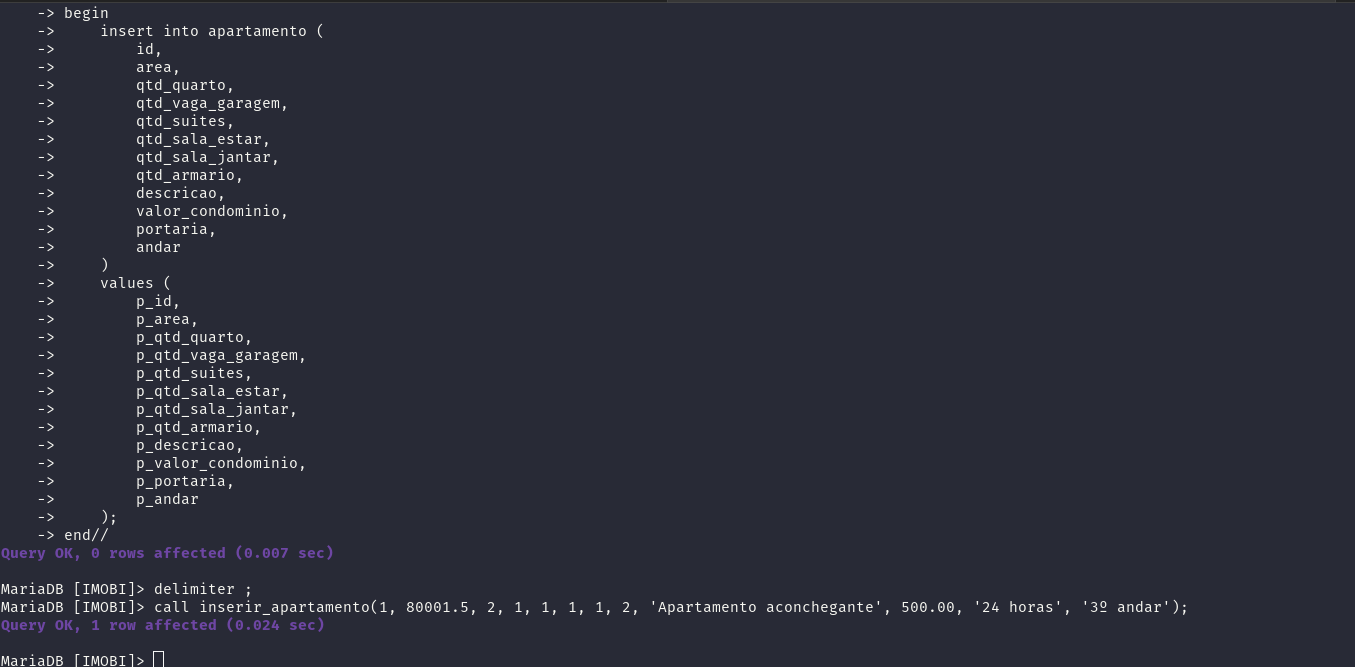 -> begin
->     insert into apartamento (
->         id,
->         area,
->         qtd_quarto,
->         qtd_vaga_garagem,
->         qtd_suites,
->         qtd_sala_estar,
->         qtd_sala_jantar,
->         qtd_armario,
->         descricao,
->         valor_condominio,
->         portaria,
->         andar
->     )
->     values (
->         p_id,
->         p_area,
->         p_qtd_quarto,
->         p_qtd_vaga_garagem,
->         p_qtd_suites,
->         p_qtd_sala_estar,
->         p_qtd_sala_jantar,
->         p_qtd_armario,
->         p_descricao,
->         p_valor_condominio,
->         p_portaria,
->         p_andar
->     );
-> end//
Query OK, 0 rows affected (0.007 sec)
MariaDB [IMOBI]> delimiter ;
MariaDB [IMOBI]> call inserir_apartamento(1, 80001.5, 2, 1, 1, 1, 1, 2, 'Apartamento aconchegante', 500.00, '24 horas', '3º andar');
Query OK, 1 row affected (0.024 sec)
MariaDB [IMOBI]>